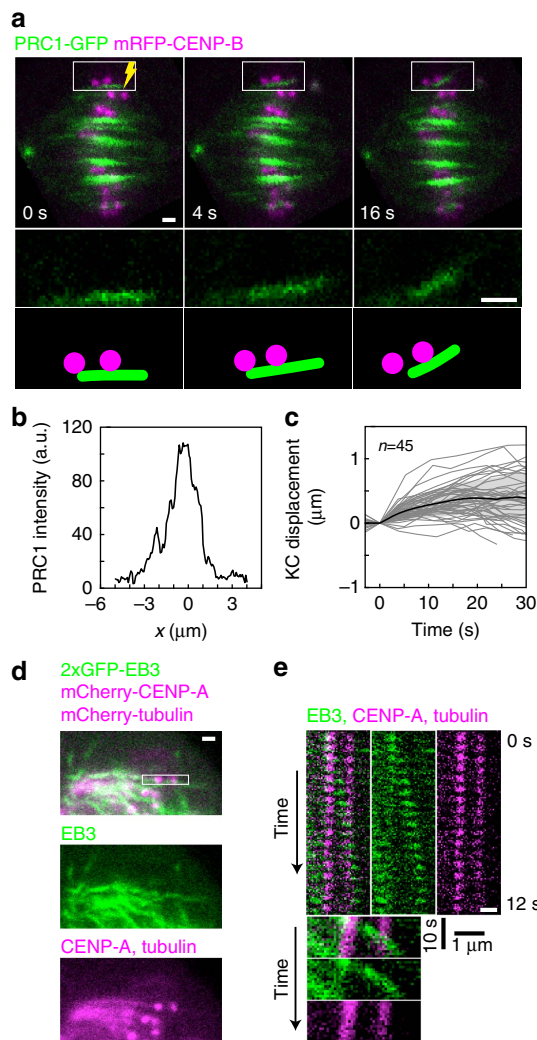 a
PRC1-GFP mRFP-CENP-B
0 s
4 s
16 s
b
PRC1 intensity (a.u.)
120
80
40
0
−6
−3
0
3
6
x (μm)
c
n=45
KC displacement
(μm)
1
0
−1
0
10
20
30
Time (s)
d
2xGFP-EB3
mCherry-CENP-A
mCherry-tubulin
EB3
CENP-A, tubulin
e
EB3, CENP-A, tubulin
0 s
Time
12 s
10 s
1 μm
Time